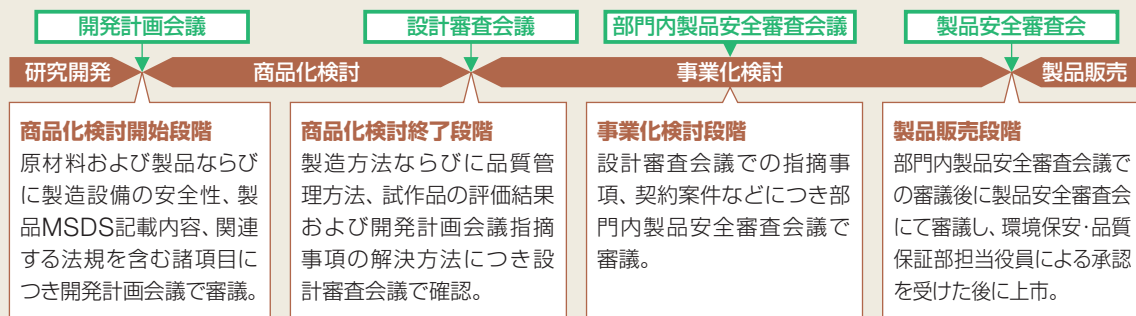 開発計画会議
設計審査会議
部門内製品安全審査会議
製品安全審査会
研究開発
商品化検討
事業化検討
製品販売
商品化検討開始段階
原材料および製品ならび
に製造設備の安全性、製
品MSDS記載内容、関連
する法規を含む諸項目に
つき開発計画会議で審議。
商品化検討終了段階
製造方法ならびに品質管
理方法、試作品の評価結果
および開発計画会議指摘
事項の解決方法につき設
計審査会議で確認。
事業化検討段階
設計審査会議での指摘事
項、契約案件などにつき部
門内製品安全審査会議で
審議。
製品販売段階
部門内製品安全審査会議で
の審議後に製品安全審査会
にて審議し、環境保安・品質
保証部担当役員による承認
を受けた後に上市。